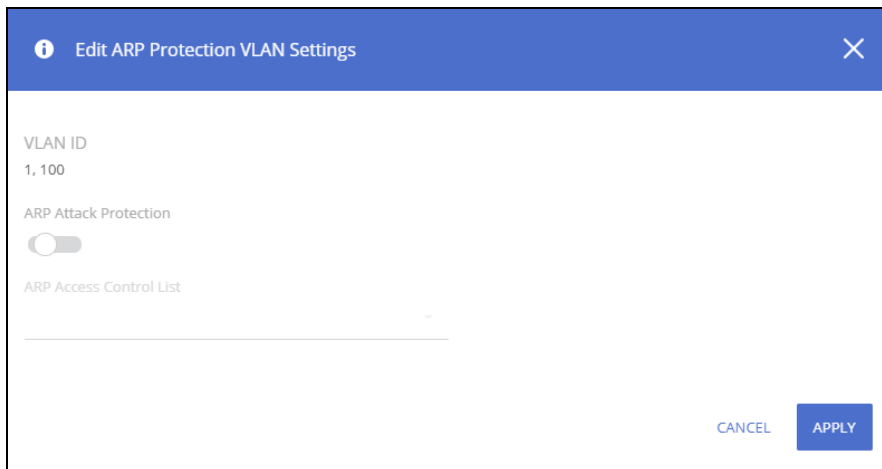 Edit ARP Protection VLAN Settings
VLAN ID
1, 100
ARP Attack Protection
ARP Access Control List
CANCEL
APPLY